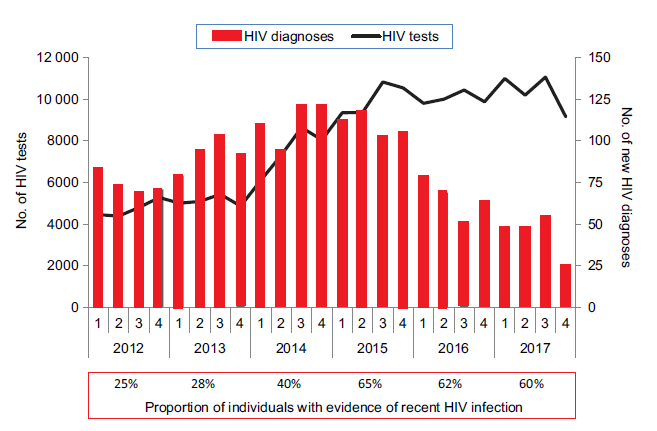 HIV diagnoses HIV tests
No. of HIV tests
12 000
10 000
8000
6000
4000
2000
0
150
125
100
75
50
25
0
No. of new HIV diagnoses
1 2 3 4 1 2 3 4 1 2 3 4 1 2 3 4 1 2 3 4 1 2 3 4
2012 2013 2014 2015 2016 2017
25% 28% 40% 65% 62% 60%
Proportion of individuals with evidence of recent HIV infection